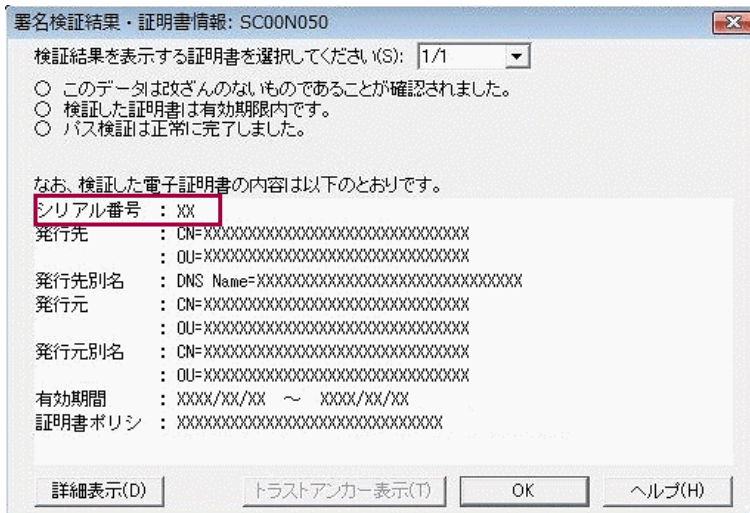 署名検証結果・証明書情報: SC00N050
検証結果を表示する証明書を選択してください(S): 1/1
○ このデータは改ざんのないものであることが確認されました。
○ 検証した証明書は有効期限内です。
○ パス検証は正常に完了しました。
なお、検証した電子証明書の内容は以下のとおりです。
シリアル番号 : XX
発行先 : CN=XXXXXXXXXXXXXXXXXXXXXXXXXXXXXX
: OU=XXXXXXXXXXXXXXXXXXXXXXXXXXXXXX
発行先別名 : DNS Name=XXXXXXXXXXXXXXXXXXXXXXXXXXXXXX
発行元 : CN=XXXXXXXXXXXXXXXXXXXXXXXXXXXXXX
: OU=XXXXXXXXXXXXXXXXXXXXXXXXXXXXXX
発行元別名 : CN=XXXXXXXXXXXXXXXXXXXXXXXXXXXXXX
: OU=XXXXXXXXXXXXXXXXXXXXXXXXXXXXXX
有効期間 : XXXX/XX/XX ～ XXXX/XX/XX
証明書ポリシ : XXXXXXXXXXXXXXXXXXXXXXXXXXXXXX
詳細表示(D) トラストアンカー表示(T) OK ヘルプ(H)